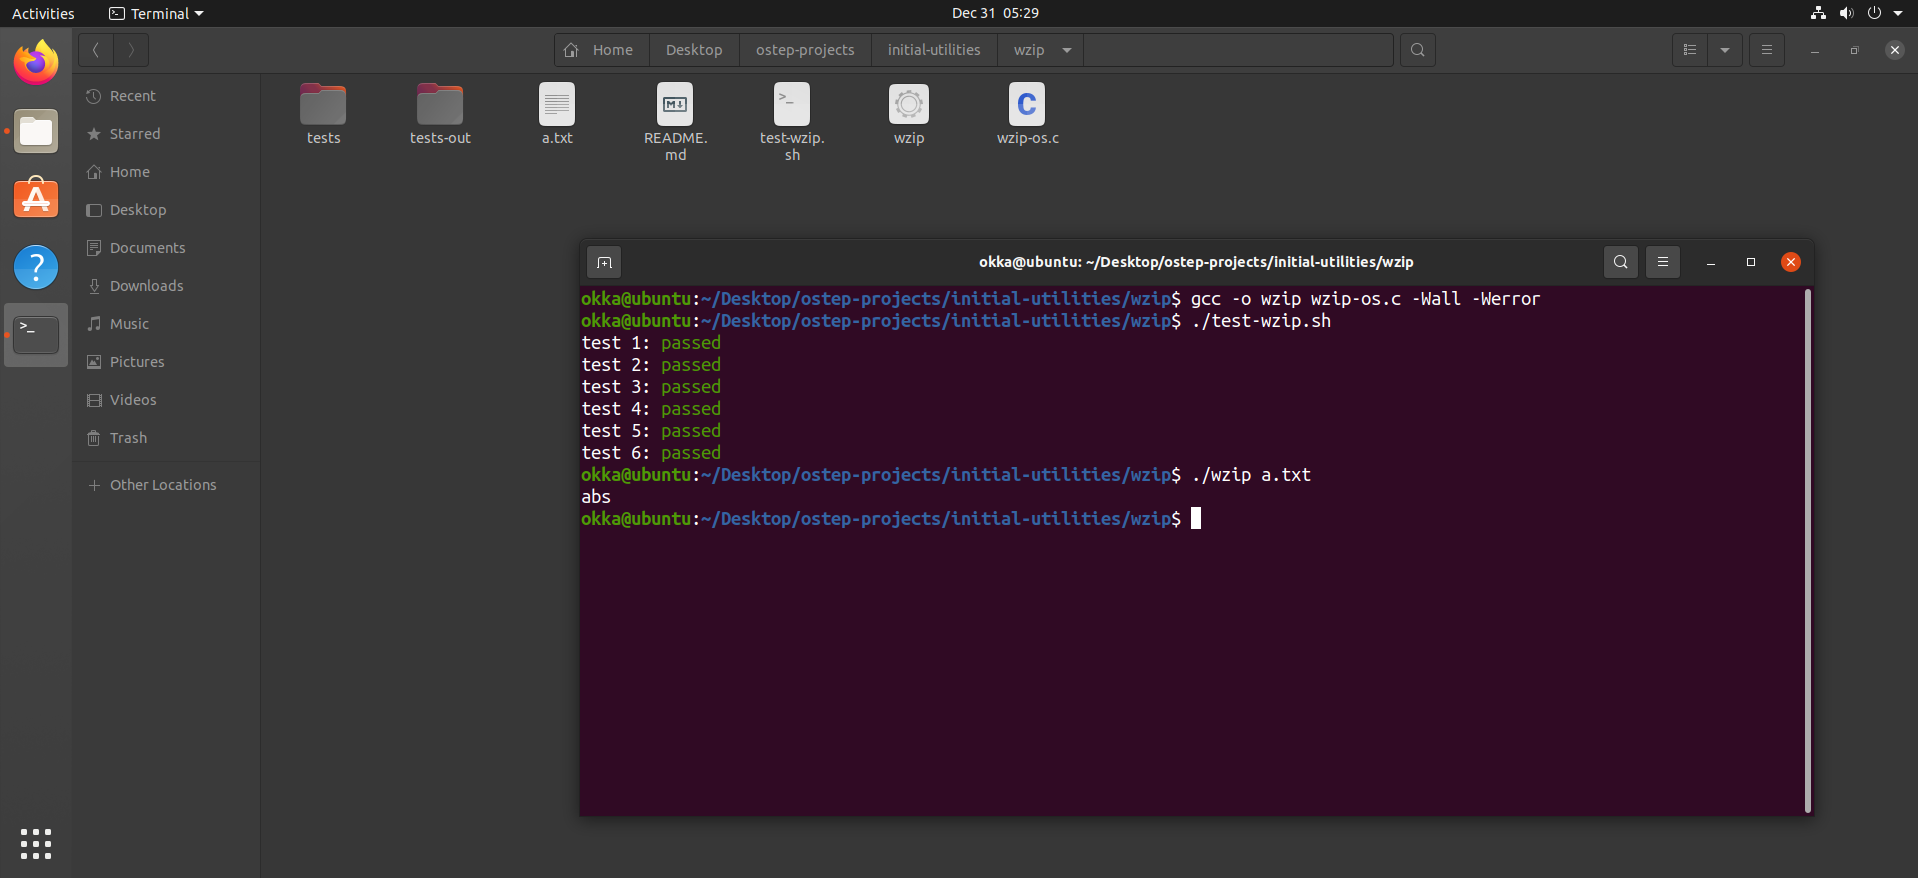 Activities Terminal Dec 31 05:29
Home Desktop ostep-projects initial-utilities wzip
Recent
Starred
Home
Desktop
Documents
Downloads
Music
Pictures
Videos
Trash
+ Other Locations
tests tests-out a.txt README. test-wzip. wzip wzip-os.c
md sh
okka@ubuntu: ~/Desktop/ostep-projects/initial-utilities/wzip
okka@ubuntu:~/Desktop/ostep-projects/initial-utilities/wzip$ gcc -o wzip wzip-os.c -Wall -Werror
okka@ubuntu:~/Desktop/ostep-projects/initial-utilities/wzip$ ./test-wzip.sh
test 1: passed
test 2: passed
test 3: passed
test 4: passed
test 5: passed
test 6: passed
okka@ubuntu:~/Desktop/ostep-projects/initial-utilities/wzip$ ./wzip a.txt
abs
okka@ubuntu:~/Desktop/ostep-projects/initial-utilities/wzip$